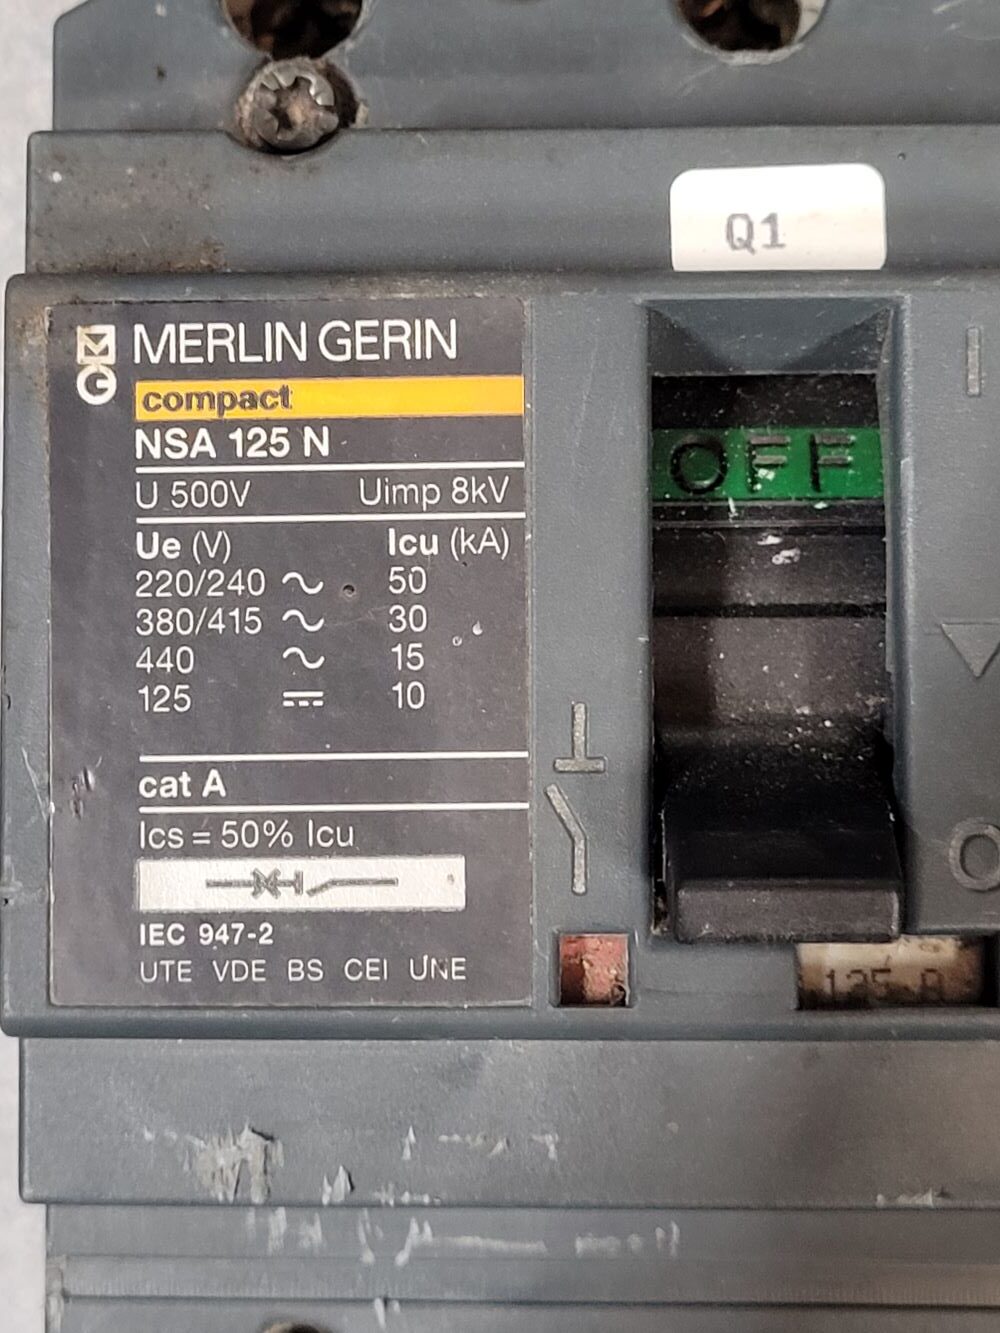 Q1
MERLIN GERIN
compact
NSA 125 N
U 500V Uimp 8kV
Ue (V) Icu (kA)
220/240 ~ 50
380/415 ~ 30
440 ~ 15
125 ⎓ 10
cat A
Ics = 50% Icu
IEC 947-2
UTE VDE BS CEI UNE
OFF
I
O
125 A